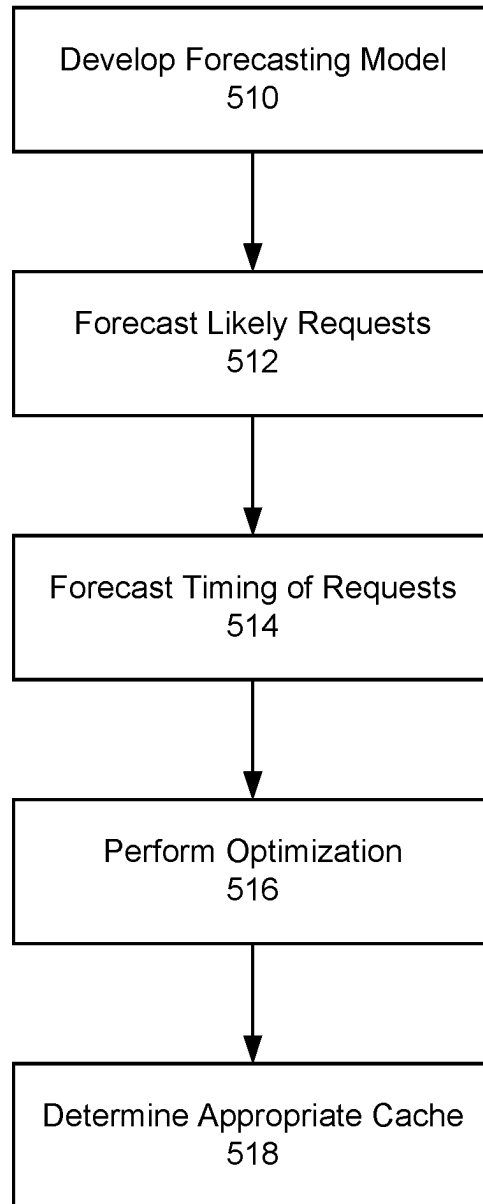 Develop Forecasting Model
510
Forecast Likely Requests
512
Forecast Timing of Requests
514
Perform Optimization
516
Determine Appropriate Cache
518